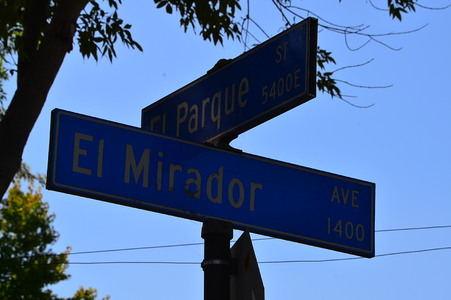 El Parque ST
5400E
El Mirador AVE
1400